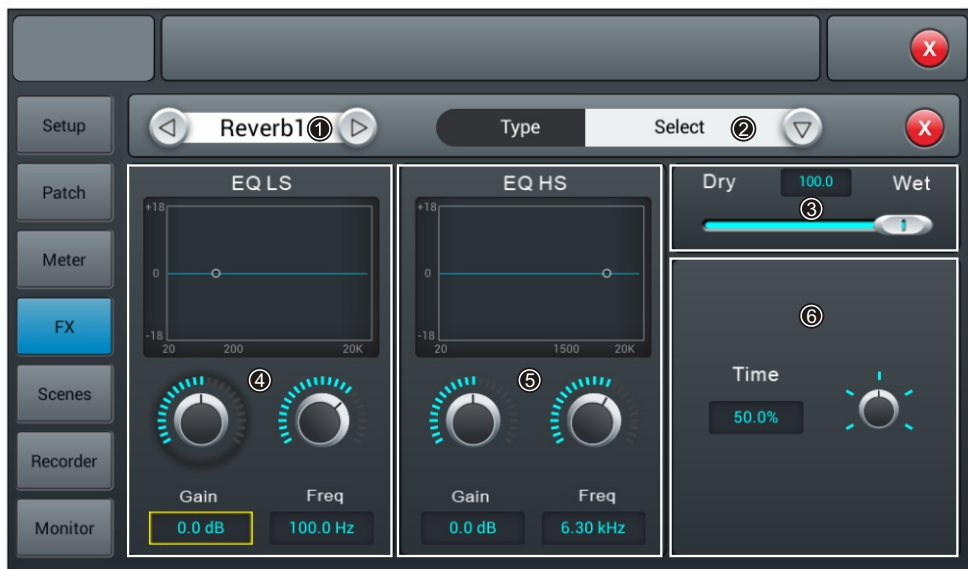 X
Setup
Patch
Meter
FX
Scenes
Recorder
Monitor
Reverb1 ①
Type
Select ②
X
EQ LS
+18
0
-18
20 200 20K
④
Gain Freq
0.0 dB 100.0 Hz
EQ HS
+18
0
-18
20 1500 20K
⑤
Gain Freq
0.0 dB 6.30 kHz
Dry 100.0 Wet
③
⑥
Time
50.0%